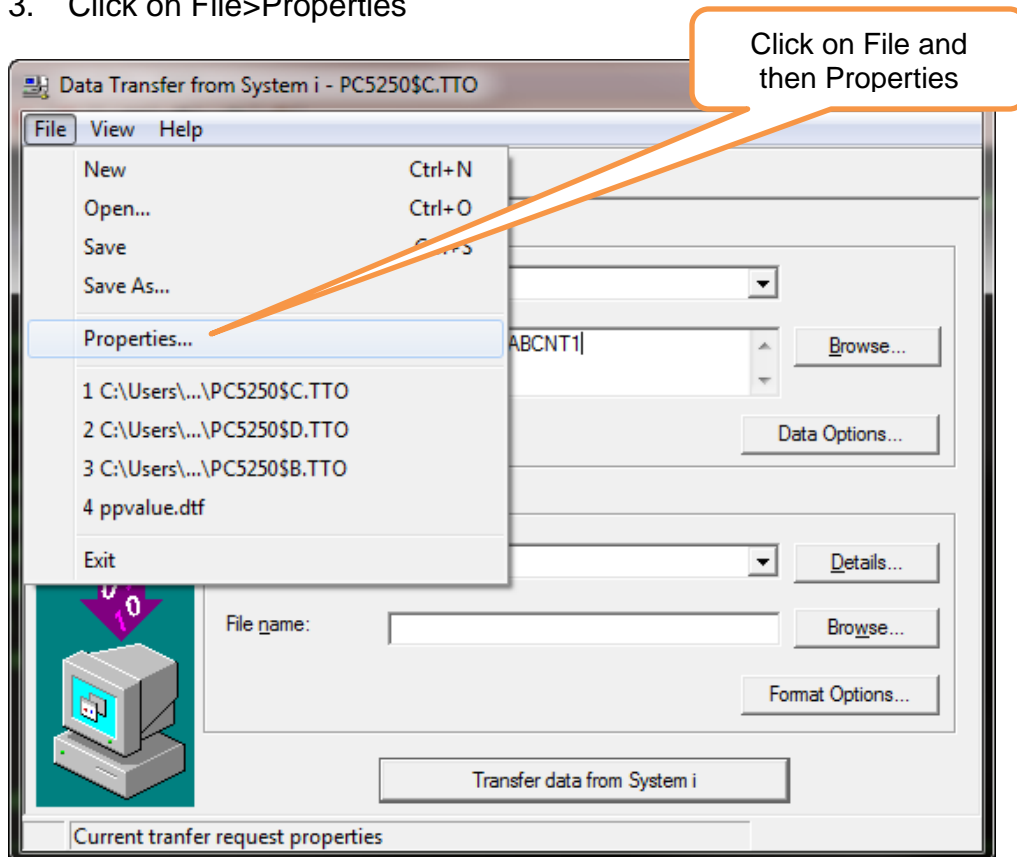 3. Click on File>Properties
Click on File and
then Properties
Data Transfer from System i - PC5250$C.TTO
File View Help
New Ctrl+N
Open... Ctrl+O
Save
Save As...
Properties...
ABCNT1
Browse...
1 C:\Users\...\PC5250$C.TTO
2 C:\Users\...\PC5250$D.TTO
Data Options...
3 C:\Users\...\PC5250$B.TTO
4 ppvalue.dtf
Exit
Details...
0
1 0
File name:
Browse...
Format Options...
Transfer data from System i
Current tranfer request properties